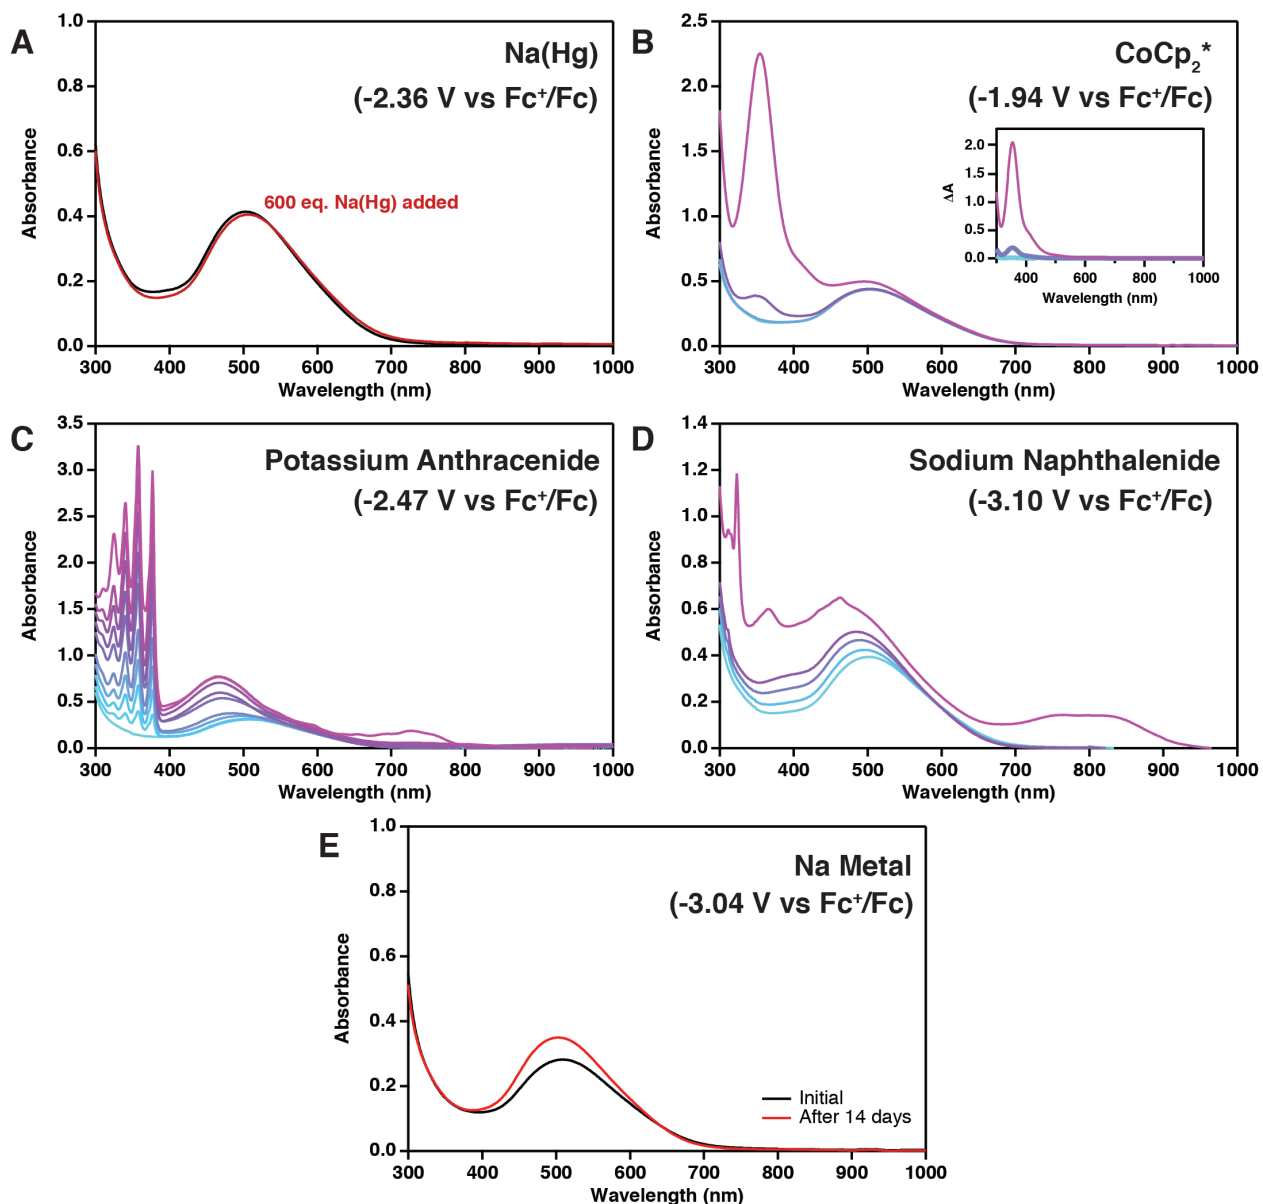 A
Na(Hg)
(-2.36 V vs Fc⁺/Fc)
600 eq. Na(Hg) added
Absorbance
1.0
0.8
0.6
0.4
0.2
0.0
300 400 500 600 700 800 900 1000
Wavelength (nm)
B
CoCp₂*
(-1.94 V vs Fc⁺/Fc)
Absorbance
2.5
2.0
1.5
1.0
0.5
0.0
300 400 500 600 700 800 900 1000
Wavelength (nm)
ΔA
2.0
1.5
1.0
0.5
0.0
400 600 800 1000
Wavelength (nm)
C
Potassium Anthracenide
(-2.47 V vs Fc⁺/Fc)
Absorbance
3.5
3.0
2.5
2.0
1.5
1.0
0.5
0.0
300 400 500 600 700 800 900 1000
Wavelength (nm)
D
Sodium Naphthalenide
(-3.10 V vs Fc⁺/Fc)
Absorbance
1.4
1.2
1.0
0.8
0.6
0.4
0.2
0.0
300 400 500 600 700 800 900 1000
Wavelength (nm)
E
Na Metal
(-3.04 V vs Fc⁺/Fc)
Absorbance
1.0
0.8
0.6
0.4
0.2
0.0
Initial
After 14 days
300 400 500 600 700 800 900 1000
Wavelength (nm)